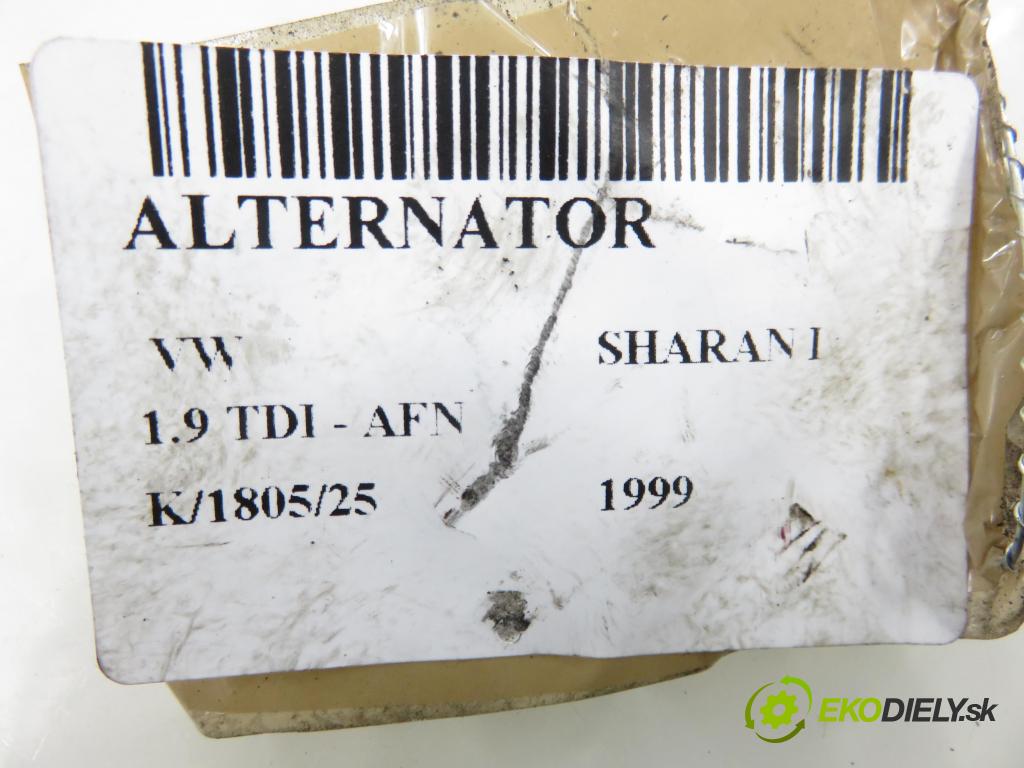 ALTERNATOR
VW SHARAN I
1.9 TDI - AFN
K/1805/25 1999
EKODIELY.sk